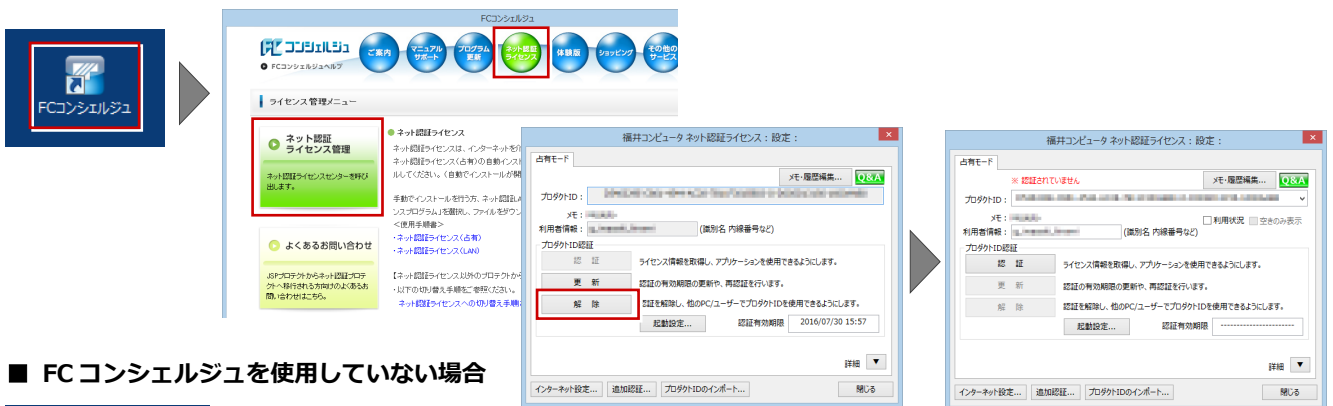 FCコンシェルジュ
FCコンシェルジュ
FC コンシェルジュ
FCコンシェルジュヘルプ
ご案内
マニュアル
サポート
プログラム
更新
ネット認証
ライセンス
体験版
ショッピング
その他の
サービス
ライセンス管理メニュー
ネット認証
ライセンス管理
ネット認証ライセンスセンターを呼び
出します。
よくあるお問い合わせ
JSPプロテクトからネット認証プロテ
クトへ移行される方向けのよくあるお
問い合わせはこちら。
ネット認証ライセンス
ネット認証ライセンスは、インターネットを
ネット認証ライセンス(占有)の自動インスト
ルしてください。(自動でインストールが
手動でインストールを行う方、ネット認証LA
ンスプログラム」を選択し、ファイルをダウン
<使用手順書>
・ネット認証ライセンス(占有)
・ネット認証ライセンス(LAN)
【ネット認証ライセンス以外のプロテクトから
・以下の切り替え手順をご参照ください。
ネット認証ライセンスへの切り替え手順
福井コンピュータ ネット認証ライセンス:設定:
×
占有モード
メモ・履歴編集...
Q&A
プロダクトID:
メモ:
利用者情報:
(識別名 内線番号など)
プロダクトID認証
認 証
ライセンス情報を取得し、アプリケーションを使用できるようにします。
更 新
認証の有効期限の更新や、再認証を行います。
解 除
認証を解除し、他のPC/ユーザーでプロダクトIDを使用できるようにします。
起動設定...
認証有効期限
2016/07/30 15:57
詳細 ▼
インターネット設定...
追加認証...
プロダクトIDのインポート...
閉じる
福井コンピュータ ネット認証ライセンス:設定:
×
占有モード
※ 認証されていません
メモ・履歴編集...
Q&A
プロダクトID:
メモ:
利用状況
空きのみ表示
利用者情報:
(識別名 内線番号など)
プロダクトID認証
認 証
ライセンス情報を取得し、アプリケーションを使用できるようにします。
更 新
認証の有効期限の更新や、再認証を行います。
解 除
認証を解除し、他のPC/ユーザーでプロダクトIDを使用できるようにします。
起動設定...
認証有効期限
-----------------------
詳細 ▼
インターネット設定...
追加認証...
プロダクトIDのインポート...
閉じる
■ FC コンシェルジュを使用していない場合